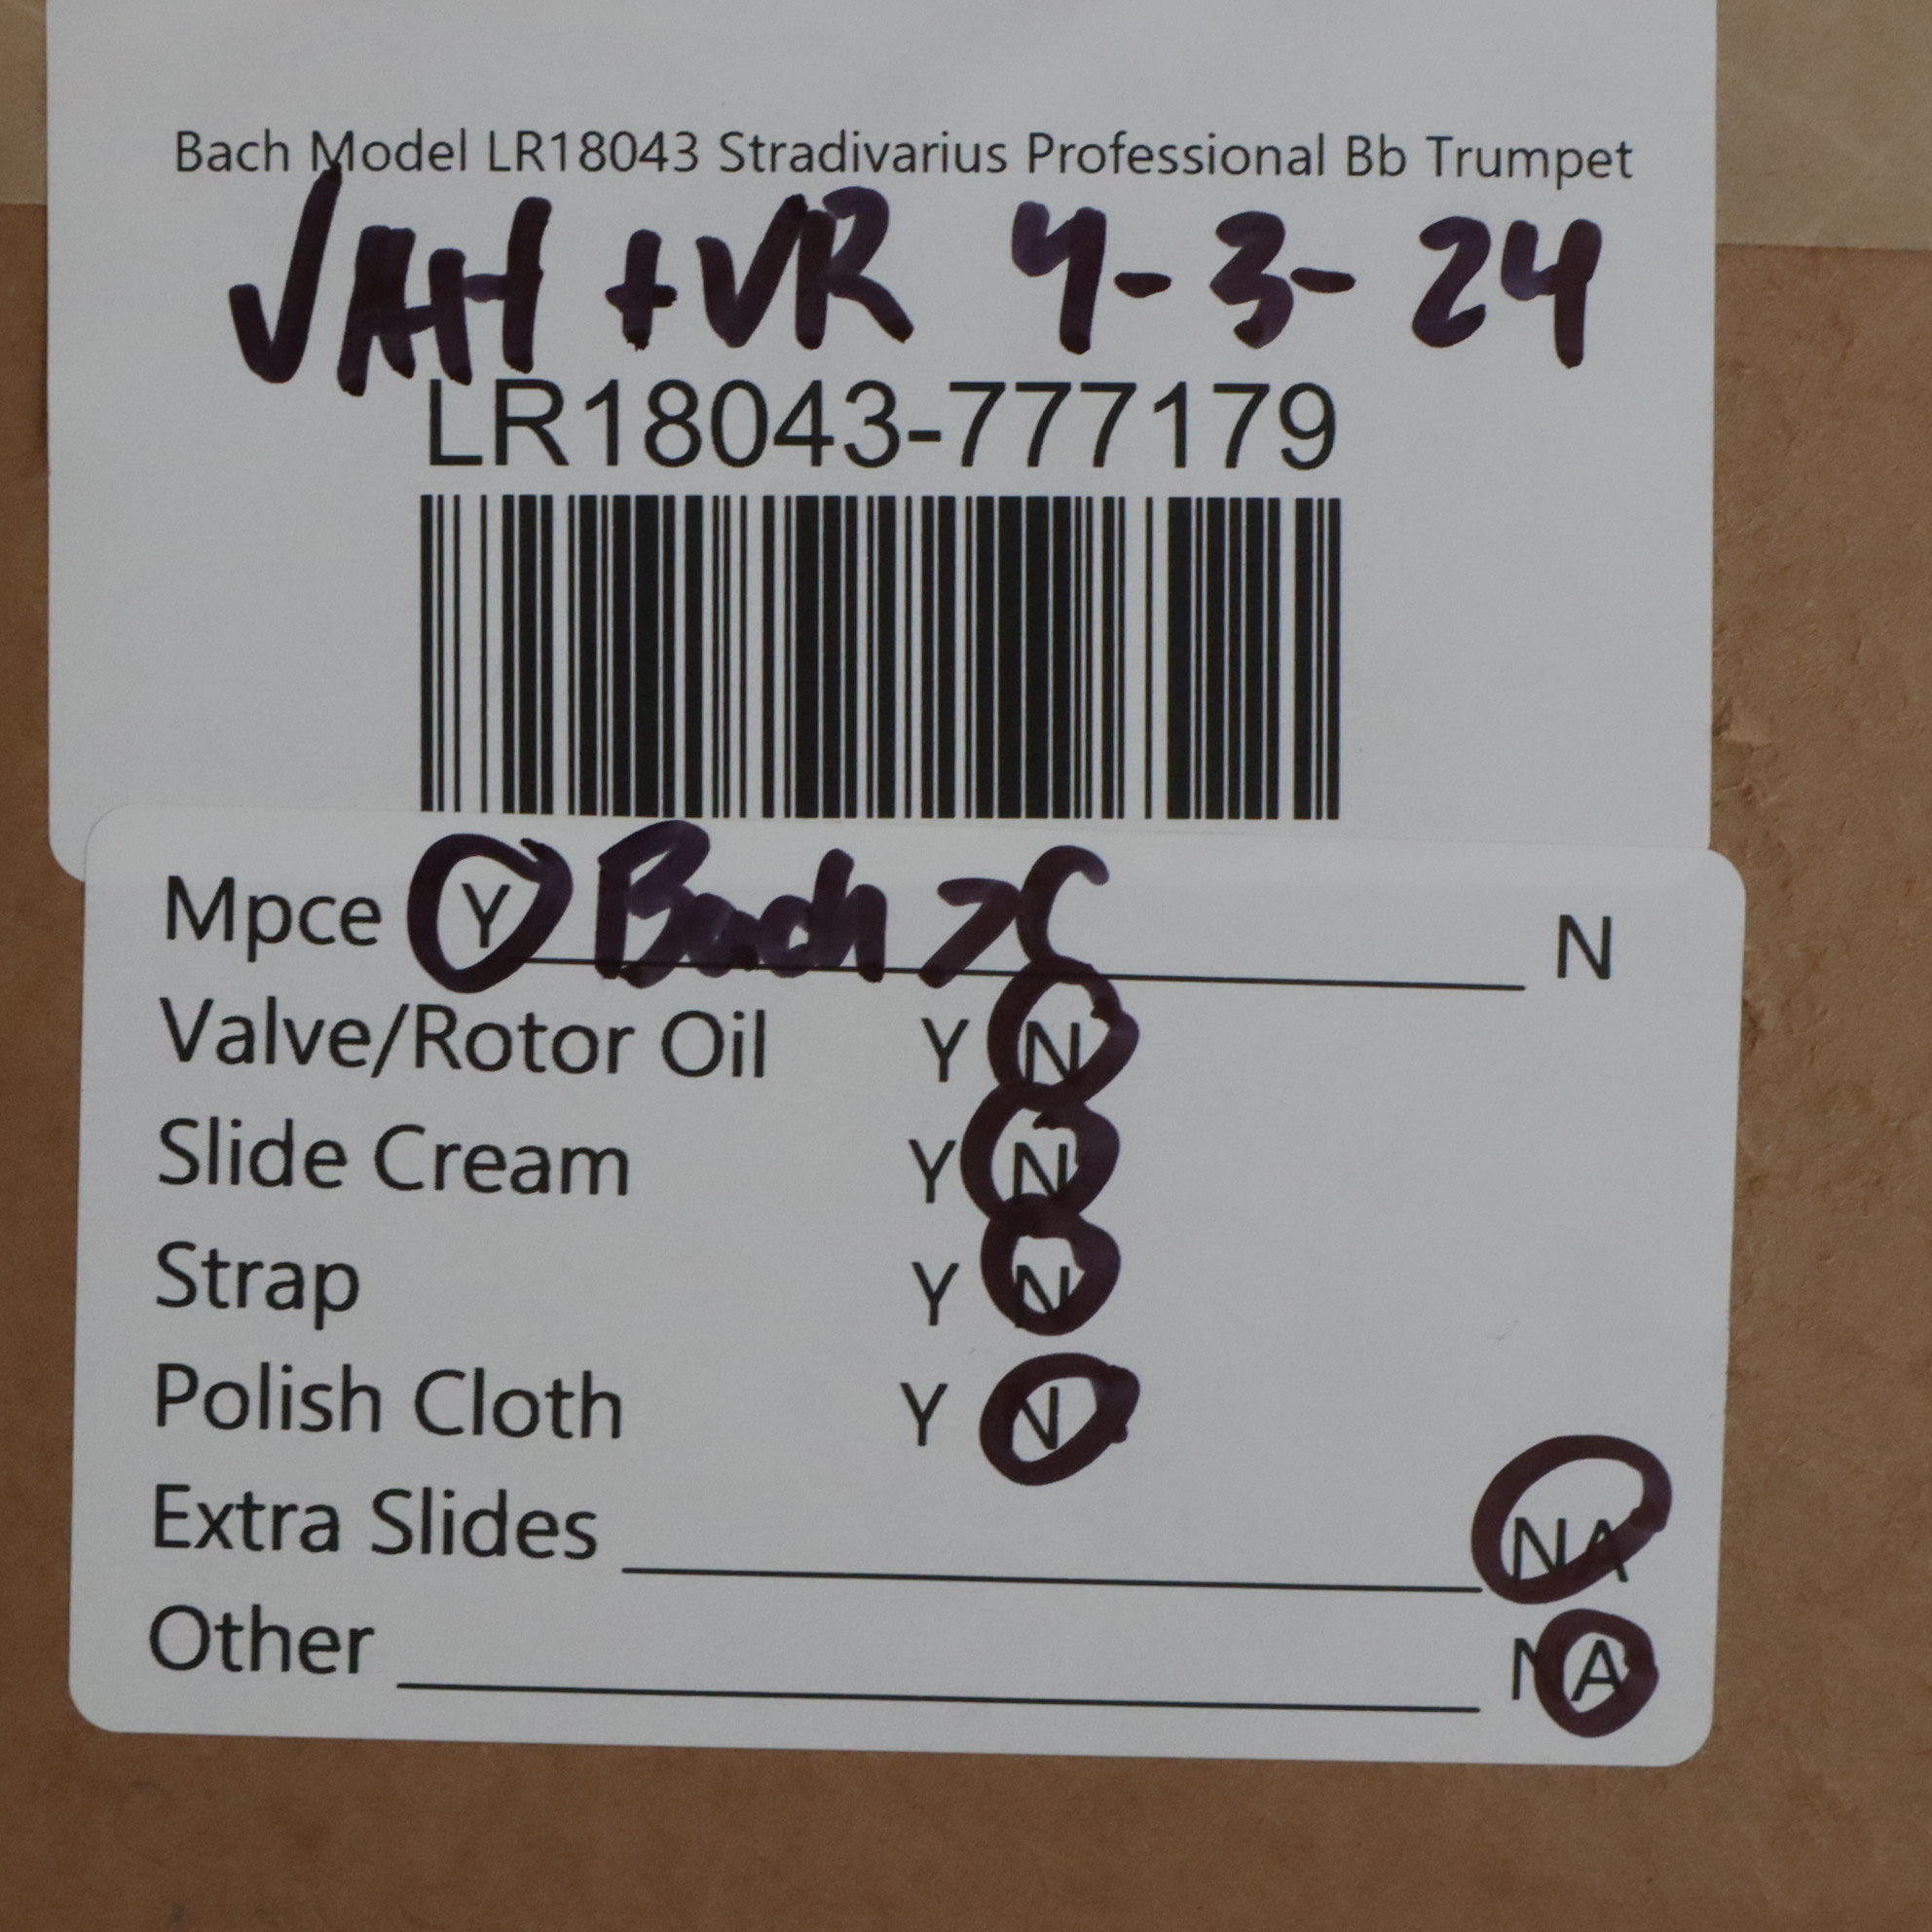 Bach Model LR18043 Stradivarius Professional Bb Trumpet
√AH +VR 4-3-24
LR18043-777179
Mpce Y Bach 7C N
Valve/Rotor Oil Y N
Slide Cream Y N
Strap Y N
Polish Cloth Y N
Extra Slides NA
Other NA